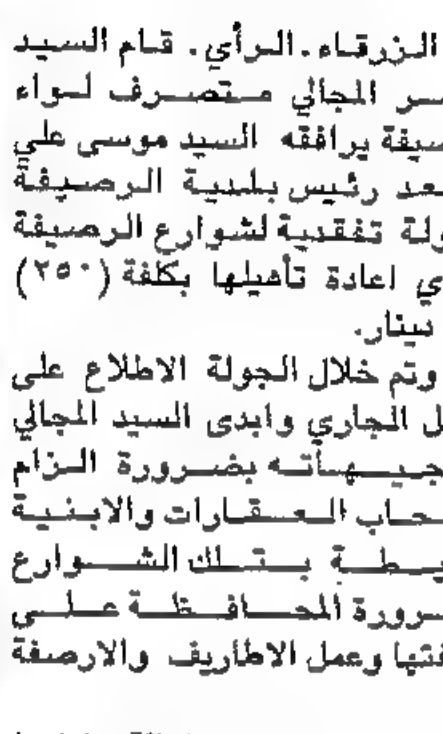 الزرقاء . الرأي . قام السيد
سر المجالي متصرف لواء
صيفة يرافقه السيد موسى علي
سعد رئيس بلدية الرصيفة
ولة تفقدية لشوارع الرصيفة
ي اعادة تأهيلها بكلفة (٢٥٠)
دينار.
وتم خلال الجولة الاطلاع على
ل الجاري وابدى السيد المجالي
جيهاته بضرورة الزام
حاب العقارات والابنية
يطة بتلك الشوارع
ضرورة المحافظة على
فتها وعمل الاطاريف والارصفة